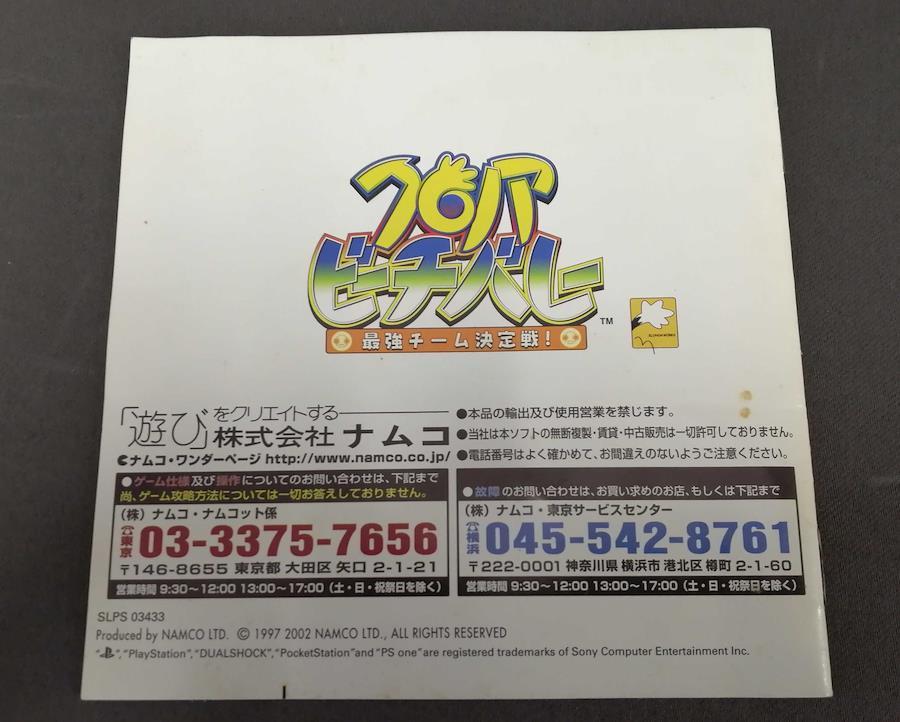 クロノア
ビーチバレー
TM
最強チーム決定戦!
KLONOA WORKS
「遊び」をクリエイトする
株式会社 ナムコ
ナムコ・ワンダーページ http://www.namco.co.jp/
●本品の輸出及び使用営業を禁じます。
●当社は本ソフトの無断複製・賃貸・中古販売は一切許可しておりません。
●電話番号はよく確かめて、お間違えのないようご注意ください。
●ゲーム仕様及び操作についてのお問い合わせは、下記まで
尚、ゲーム攻略方法については一切お答えしておりません。
(株) ナムコ・ナムコット係
☎東京 03-3375-7656
〒146-8655 東京都 大田区 矢口 2-1-21
営業時間 9:30~12:00 13:00~17:00 (土・日・祝祭日を除く)
●故障のお問い合わせは、お買い求めのお店、もしくは下記まで
(株) ナムコ・東京サービスセンター
☎横浜 045-542-8761
〒222-0001 神奈川県 横浜市 港北区 樽町 2-1-60
営業時間 9:30~12:00 13:00~17:00 (土・日・祝祭日を除く)
SLPS 03433
Produced by NAMCO LTD. © 1997 2002 NAMCO LTD., ALL RIGHTS RESERVED
" ", "PlayStation", "DUALSHOCK", "PocketStation" and "PS one" are registered trademarks of Sony Computer Entertainment Inc.